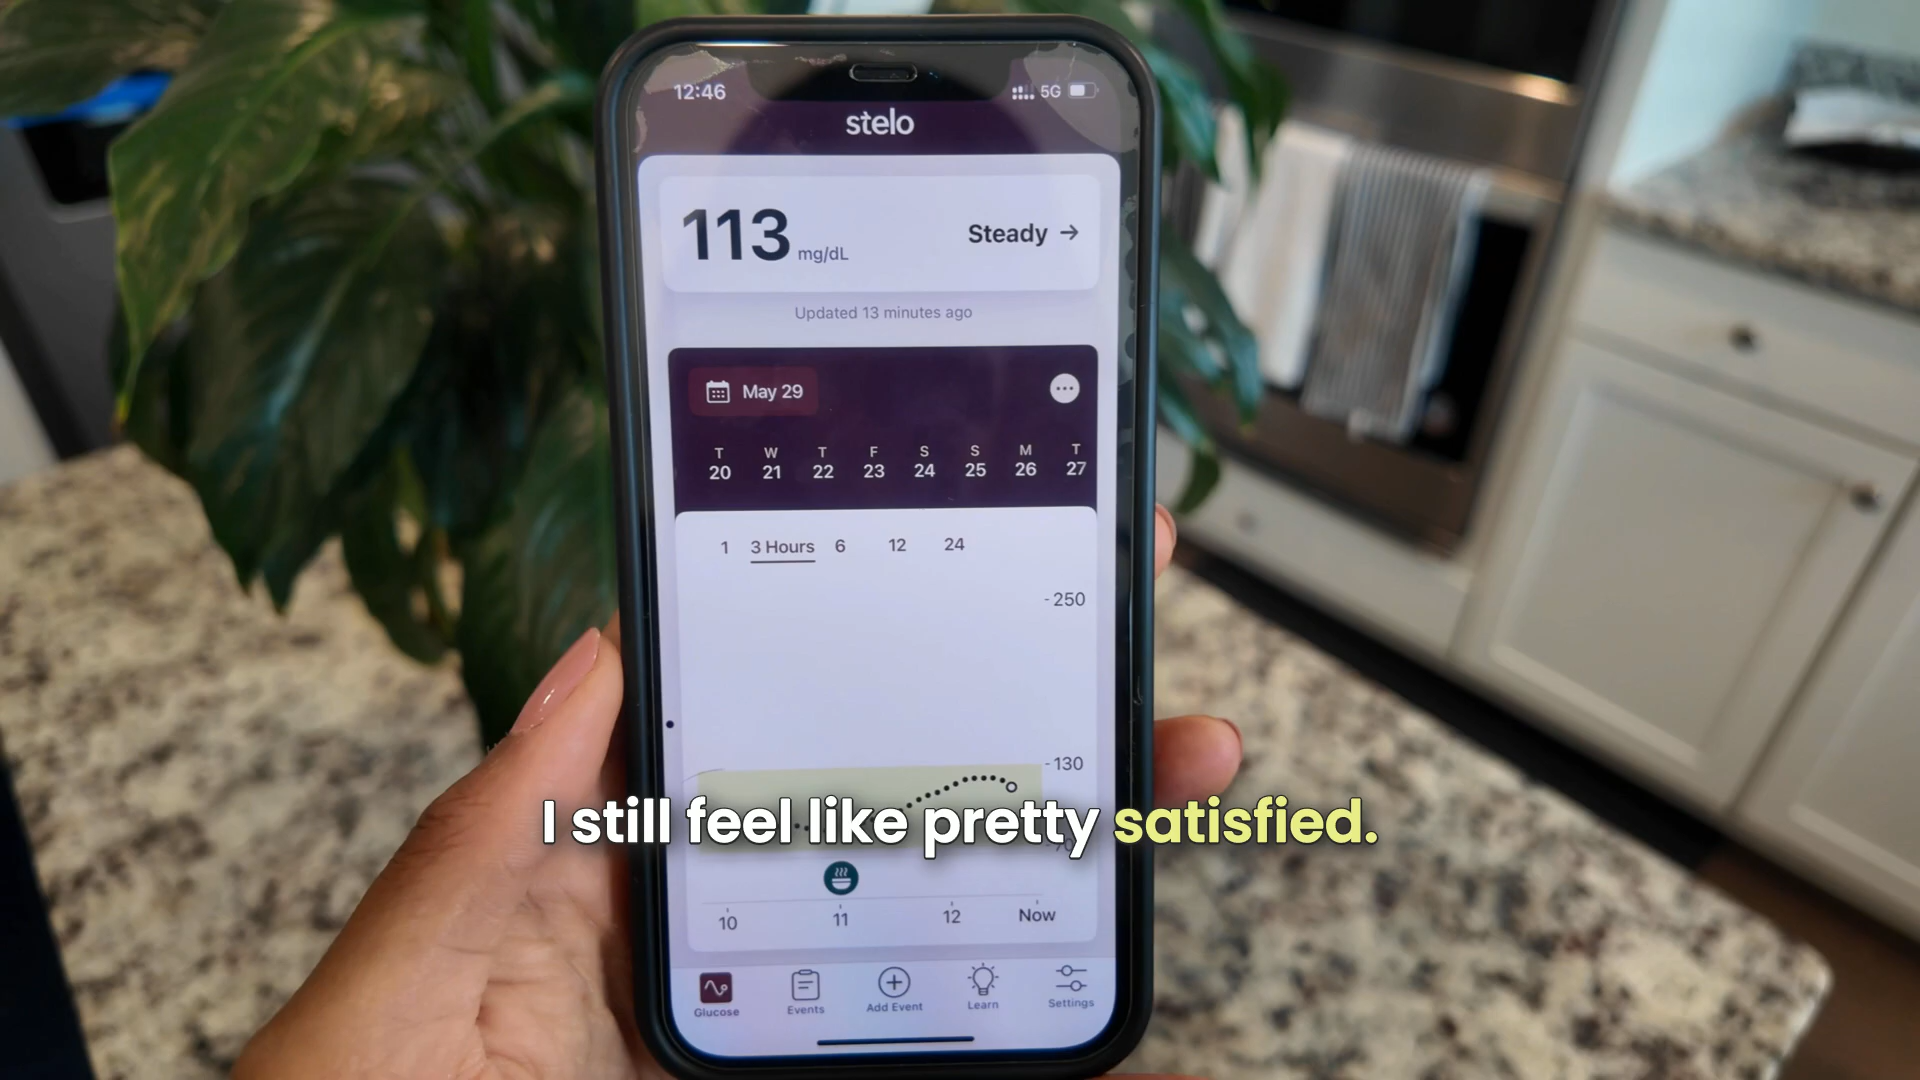 12:46 5G
stelo
113 mg/dL Steady →
Updated 13 minutes ago
May 29
T W T F S S M T
20 21 22 23 24 25 26 27
1 3 Hours 6 12 24
-250
-130
I still feel like pretty satisfied.
10 11 12 Now
Glucose Events Add Event Learn Settings